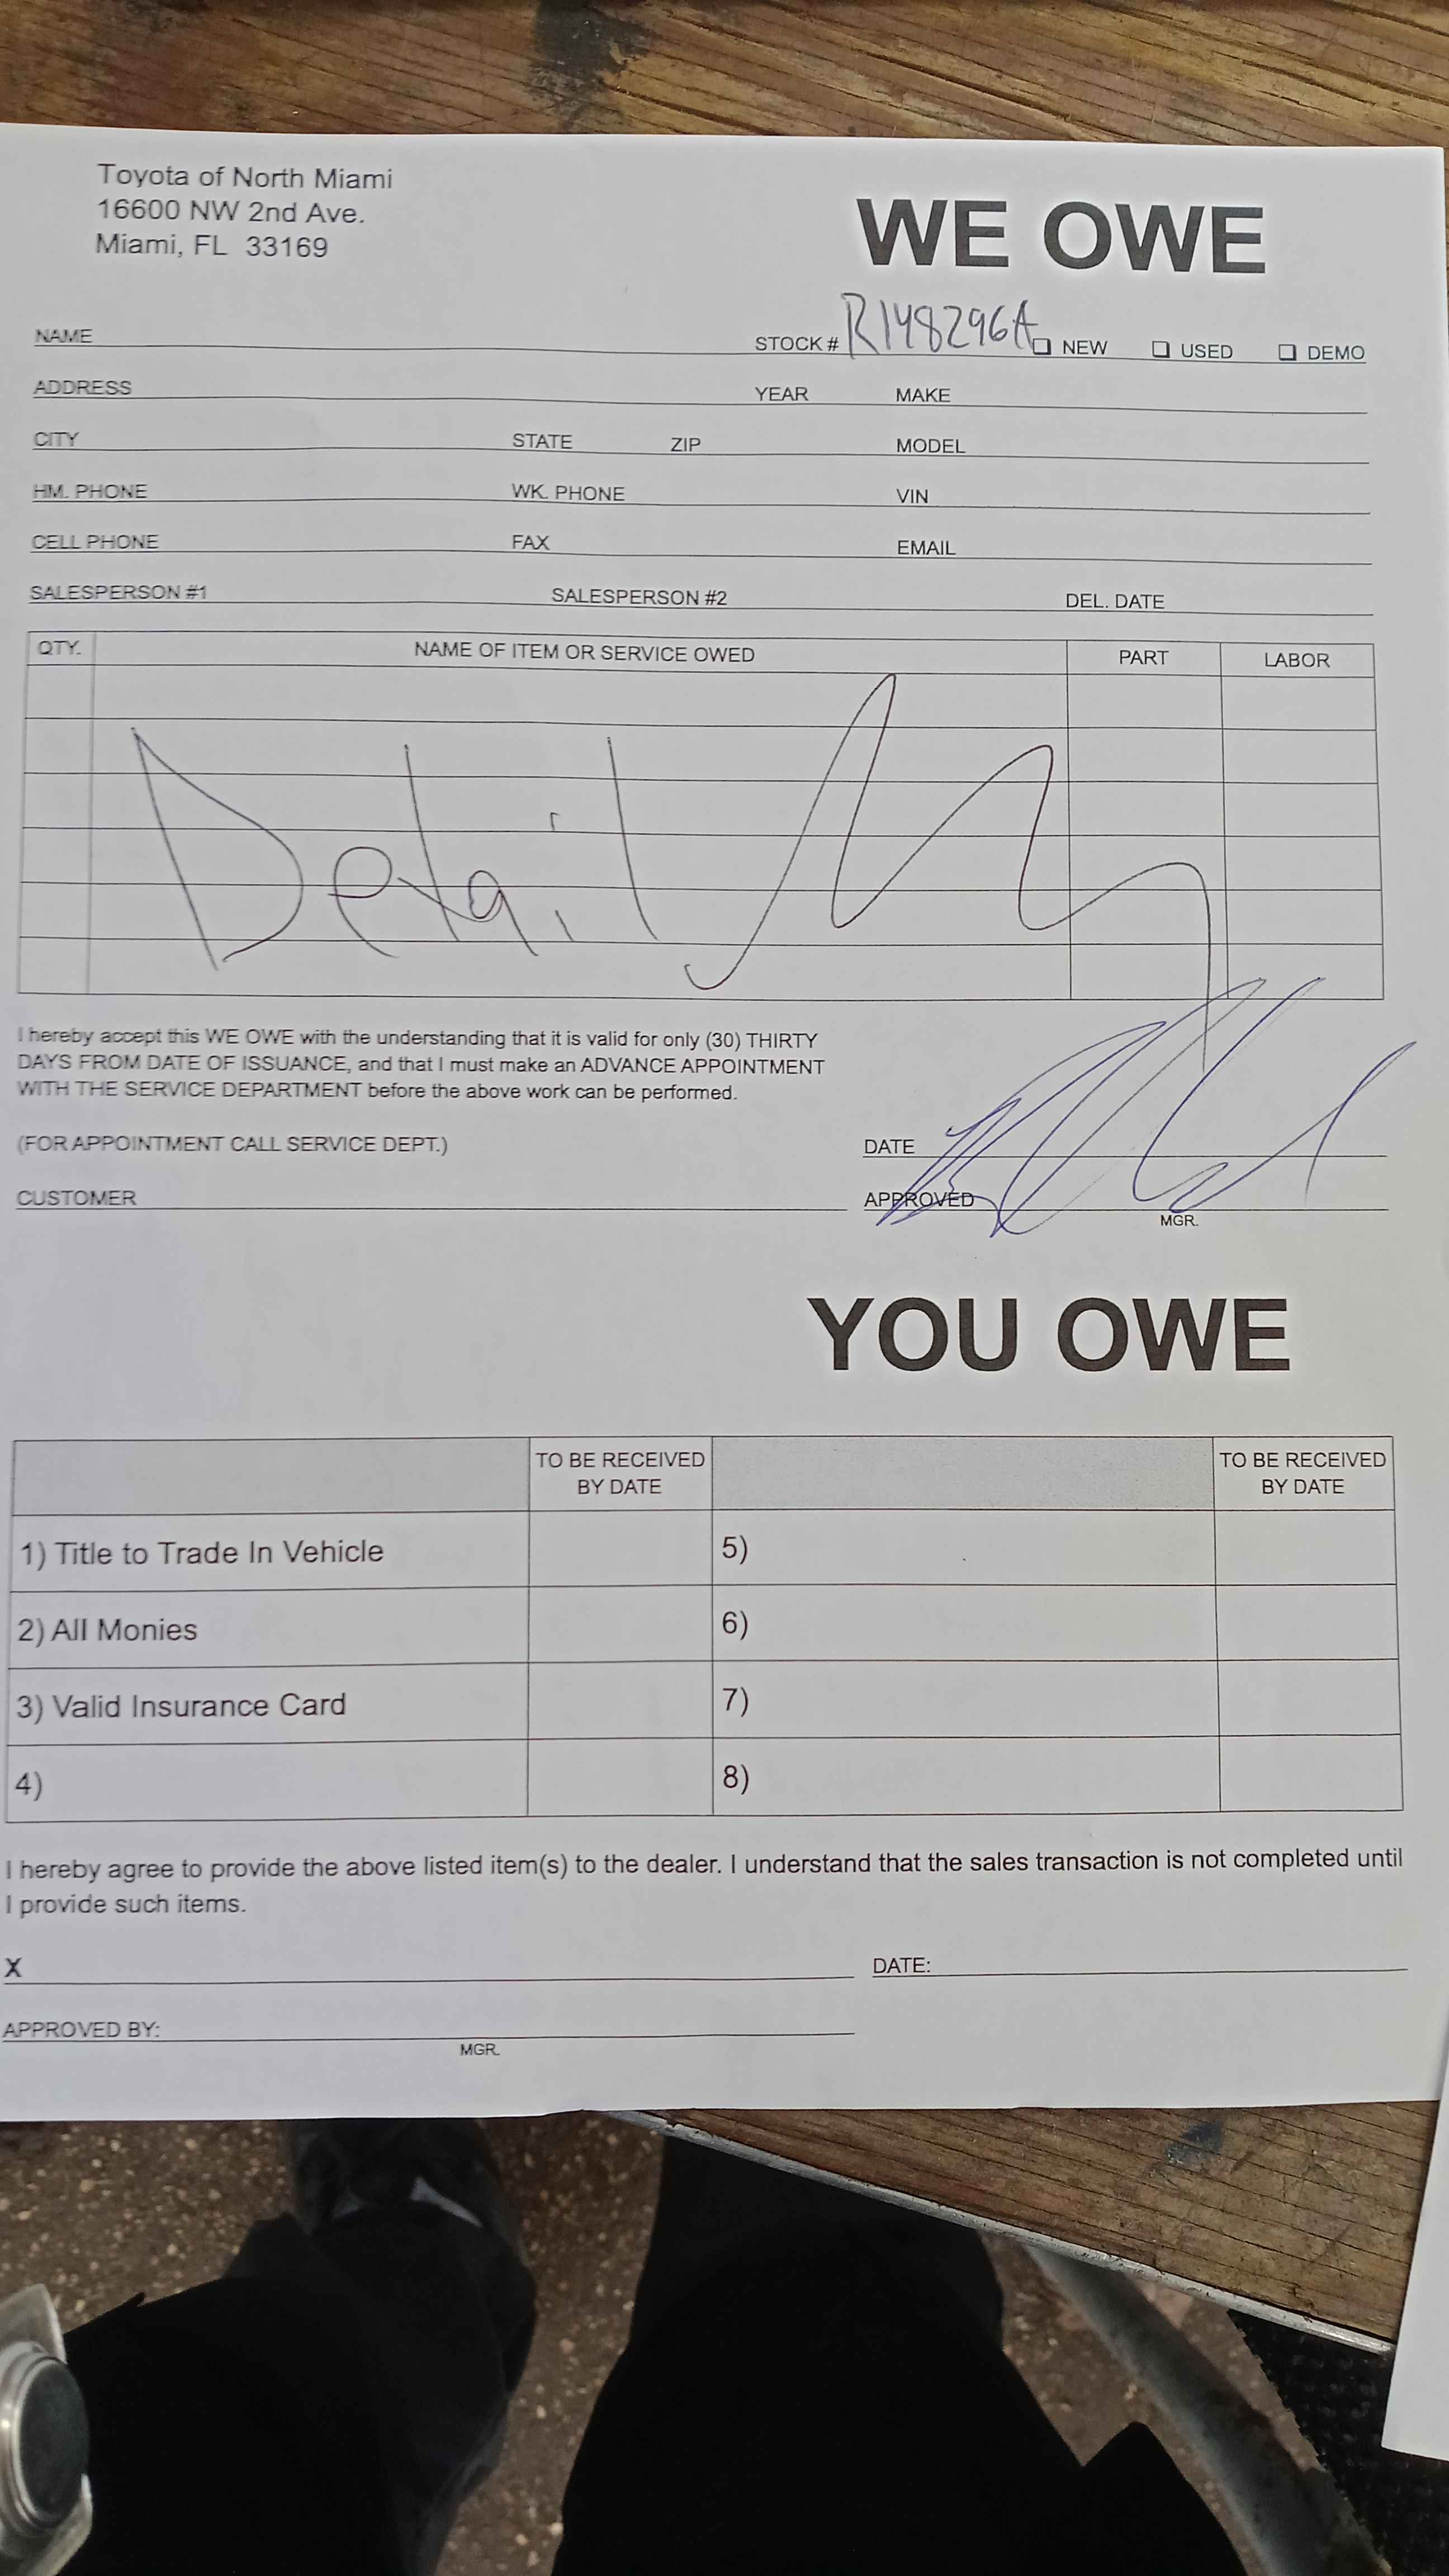 Toyota of North Miami
16600 NW 2nd Ave.
Miami, FL 33169
WE OWE
NAME STOCK # R148296A NEW USED DEMO
ADDRESS YEAR MAKE
CITY STATE ZIP MODEL
HM. PHONE WK. PHONE VIN
CELL PHONE FAX EMAIL
SALESPERSON #1 SALESPERSON #2 DEL. DATE
QTY. NAME OF ITEM OR SERVICE OWED PART LABOR
Detail
I hereby accept this WE OWE with the understanding that it is valid for only (30) THIRTY
DAYS FROM DATE OF ISSUANCE, and that I must make an ADVANCE APPOINTMENT
WITH THE SERVICE DEPARTMENT before the above work can be performed.
(FOR APPOINTMENT CALL SERVICE DEPT.) DATE
CUSTOMER APPROVED
MGR.
YOU OWE
TO BE RECEIVED BY DATE TO BE RECEIVED BY DATE
1) Title to Trade In Vehicle 5)
2) All Monies 6)
3) Valid Insurance Card 7)
4) 8)
I hereby agree to provide the above listed item(s) to the dealer. I understand that the sales transaction is not completed until
I provide such items.
X DATE:
APPROVED BY:
MGR.